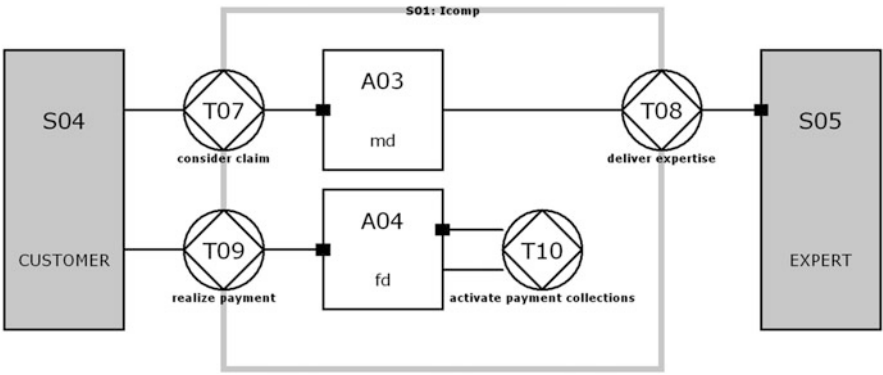 S01: Icomp
S04
CUSTOMER
T07
consider claim
A03
md
T08
deliver expertise
S05
EXPERT
T09
realize payment
A04
fd
T10
activate payment collections